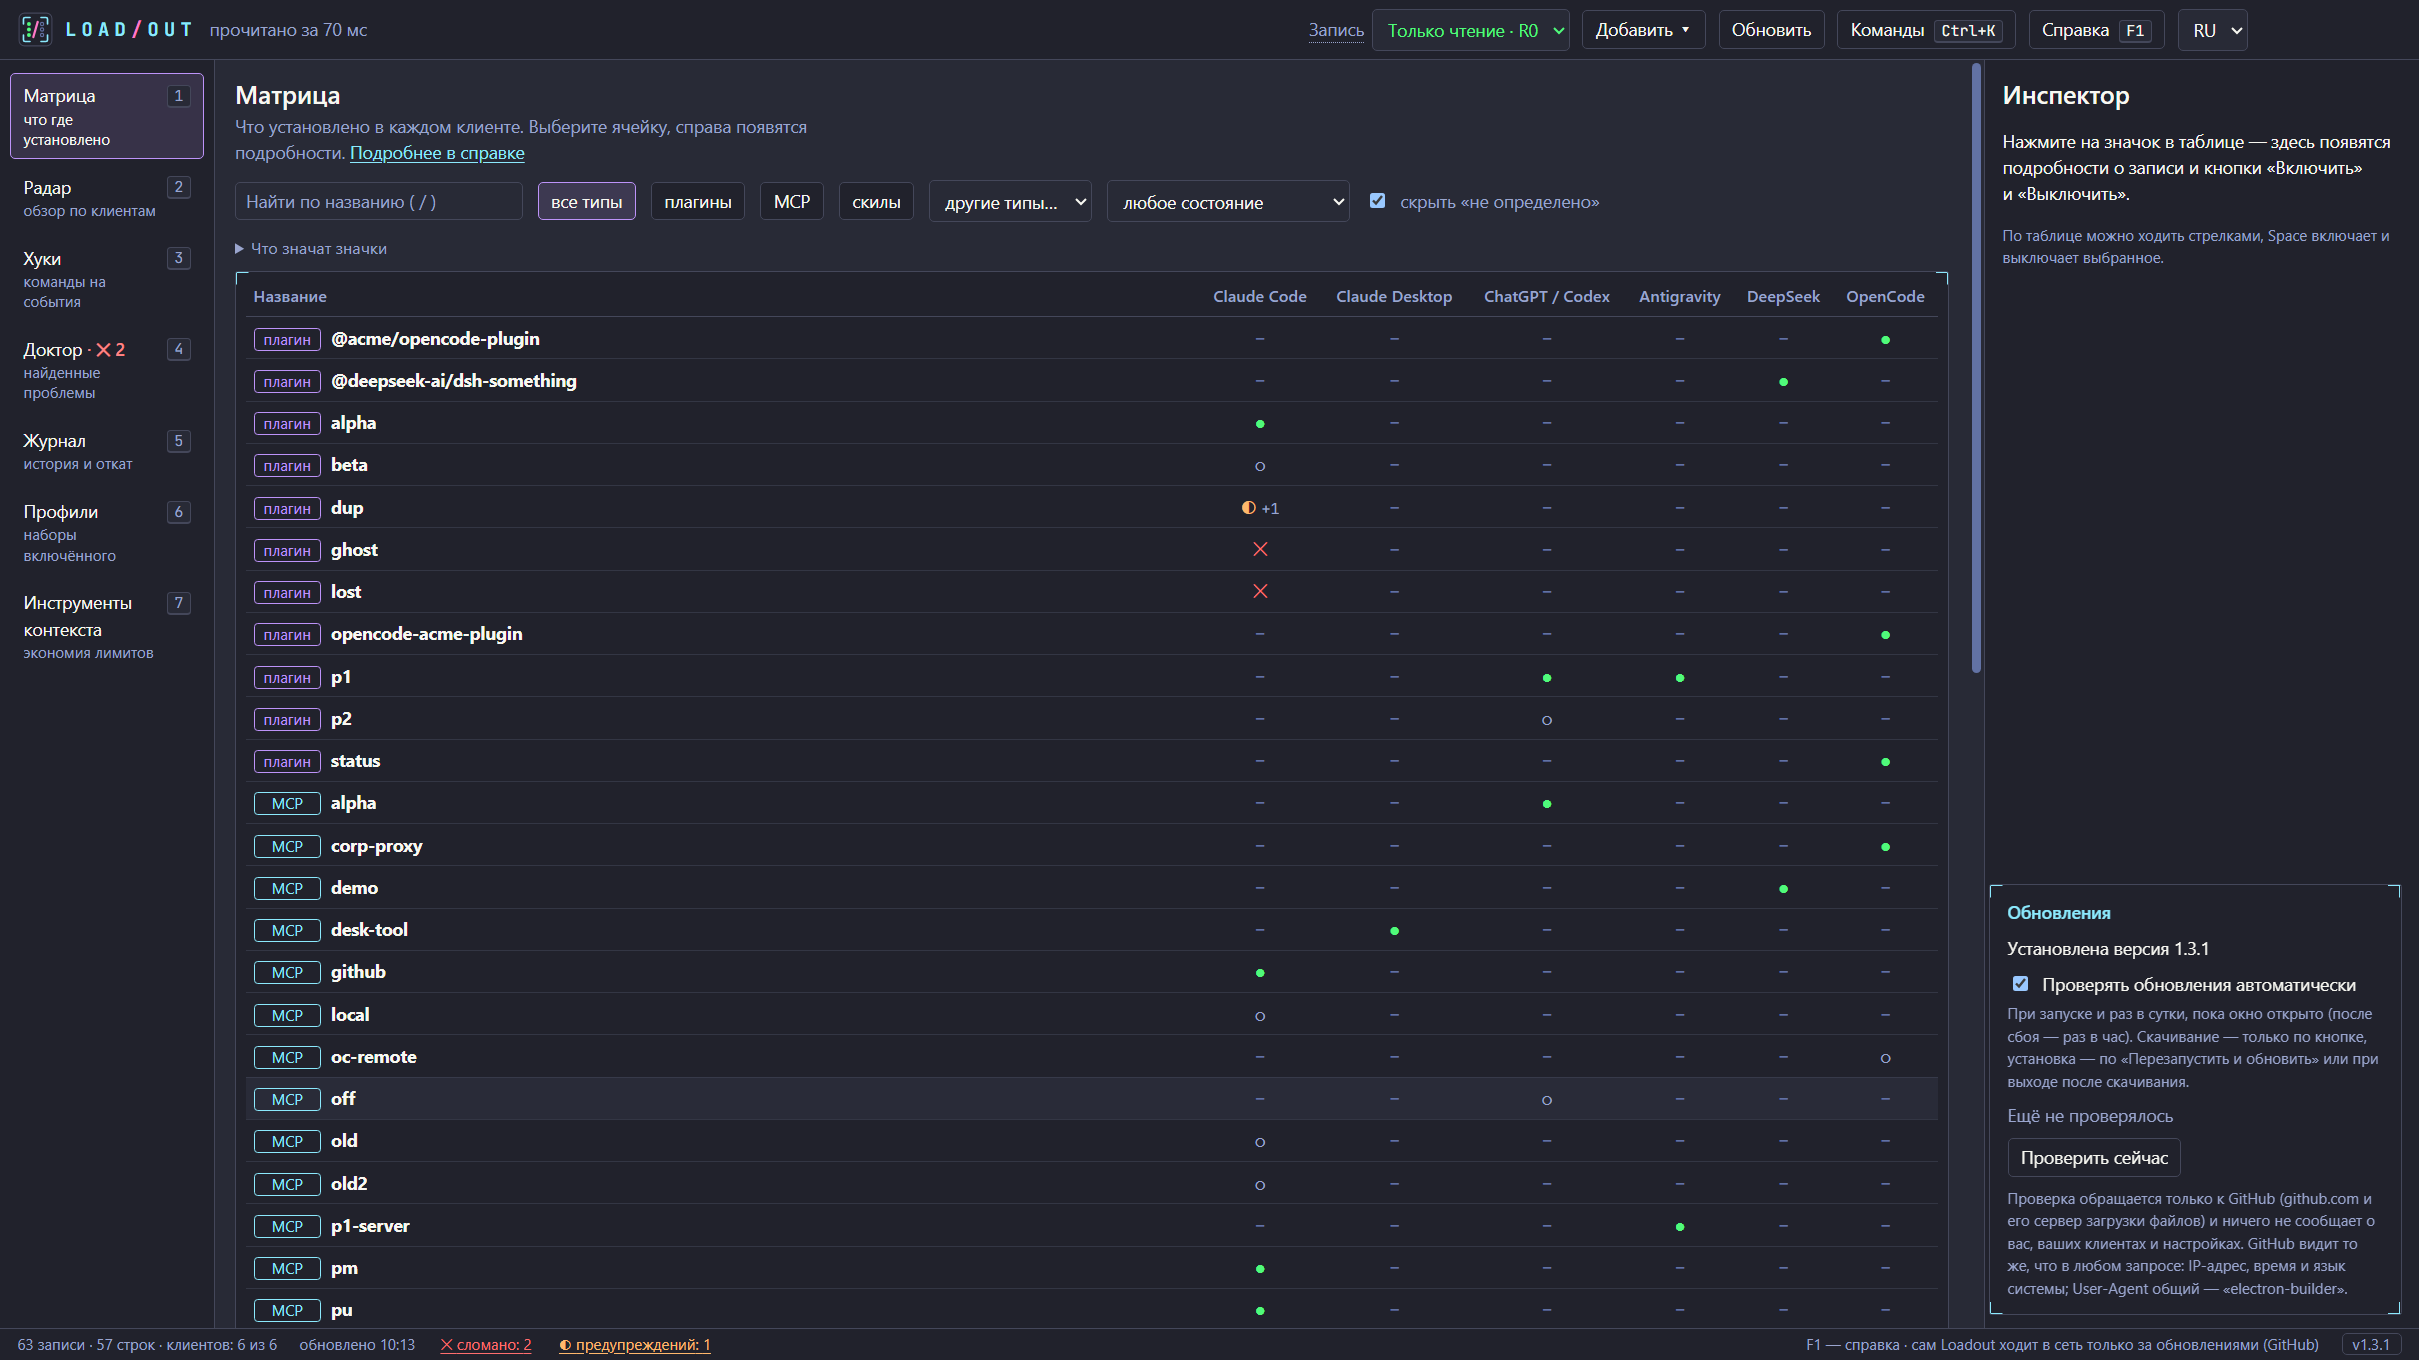 LOAD/OUT прочитано за 70 мс
Запись Только чтение · R0 Добавить ▾ Обновить Команды Ctrl+K Справка F1 RU
Матрица 1
что где
установлено
Радар 2
обзор по клиентам
Хуки 3
команды на
события
Доктор · ✕ 2 4
найденные
проблемы
Журнал 5
история и откат
Профили 6
наборы
включённого
Инструменты 7
контекста
экономия лимитов
Матрица
Что установлено в каждом клиенте. Выберите ячейку, справа появятся
подробности. Подробнее в справке
Найти по названию ( / ) все типы плагины MCP скилы другие типы... любое состояние скрыть «не определено»
▶ Что значат значки
Название Claude Code Claude Desktop ChatGPT / Codex Antigravity DeepSeek OpenCode
плагин @acme/opencode-plugin – – – – – ●
плагин @deepseek-ai/dsh-something – – – – ● –
плагин alpha ● – – – – –
плагин beta ○ – – – – –
плагин dup ◐ +1 – – – – –
плагин ghost ✕ – – – – –
плагин lost ✕ – – – – –
плагин opencode-acme-plugin – – – – – ●
плагин p1 – – ● ● – –
плагин p2 – – ○ – – –
плагин status – – – – – ●
MCP alpha – – ● – – –
MCP corp-proxy – – – – – ●
MCP demo – – – – ● –
MCP desk-tool – ● – – – –
MCP github ● – – – – –
MCP local ○ – – – – –
MCP oc-remote – – – – – ○
MCP off – – ○ – – –
MCP old ○ – – – – –
MCP old2 ○ – – – – –
MCP p1-server – – – ● – –
MCP pm ● – – – – –
MCP pu ● – – – – –
Инспектор
Нажмите на значок в таблице — здесь появятся
подробности о записи и кнопки «Включить»
и «Выключить».
По таблице можно ходить стрелками, Space включает и
выключает выбранное.
Обновления
Установлена версия 1.3.1
Проверять обновления автоматически
При запуске и раз в сутки, пока окно открыто (после
сбоя — раз в час). Скачивание — только по кнопке,
установка — по «Перезапустить и обновить» или при
выходе после скачивания.
Ещё не проверялось
Проверить сейчас
Проверка обращается только к GitHub (github.com и
его сервер загрузки файлов) и ничего не сообщает о
вас, ваших клиентах и настройках. GitHub видит то
же, что в любом запросе: IP-адрес, время и язык
системы; User-Agent общий — «electron-builder».
63 записи · 57 строк · клиентов: 6 из 6 обновлено 10:13 ✕ сломано: 2 ◐ предупреждений: 1
F1 — справка · сам Loadout ходит в сеть только за обновлениями (GitHub) v1.3.1